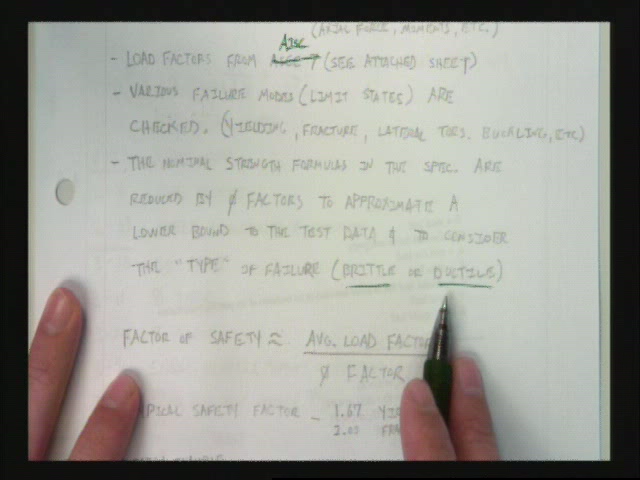 (AXIAL FORCE, MOMENTS, ETC.)
AISC
- LOAD FACTORS FROM ASCE 7 (SEE ATTACHED SHEET)
- VARIOUS FAILURE MODES (LIMIT STATES) ARE
CHECKED. (YIELDING, FRACTURE, LATERAL TORS. BUCKLING, ETC)
- THE NOMINAL STRENGTH FORMULAS IN THE SPEC. ARE
REDUCED BY ϕ FACTORS TO APPROXIMATE A
LOWER BOUND TO THE TEST DATA & TO CONSIDER
THE "TYPE" OF FAILURE (BRITTLE OR DUCTILE)
FACTOR OF SAFETY ≈ AVG. LOAD FACTOR
ϕ FACTOR
SAFETY FACTOR - 1.67
2.00